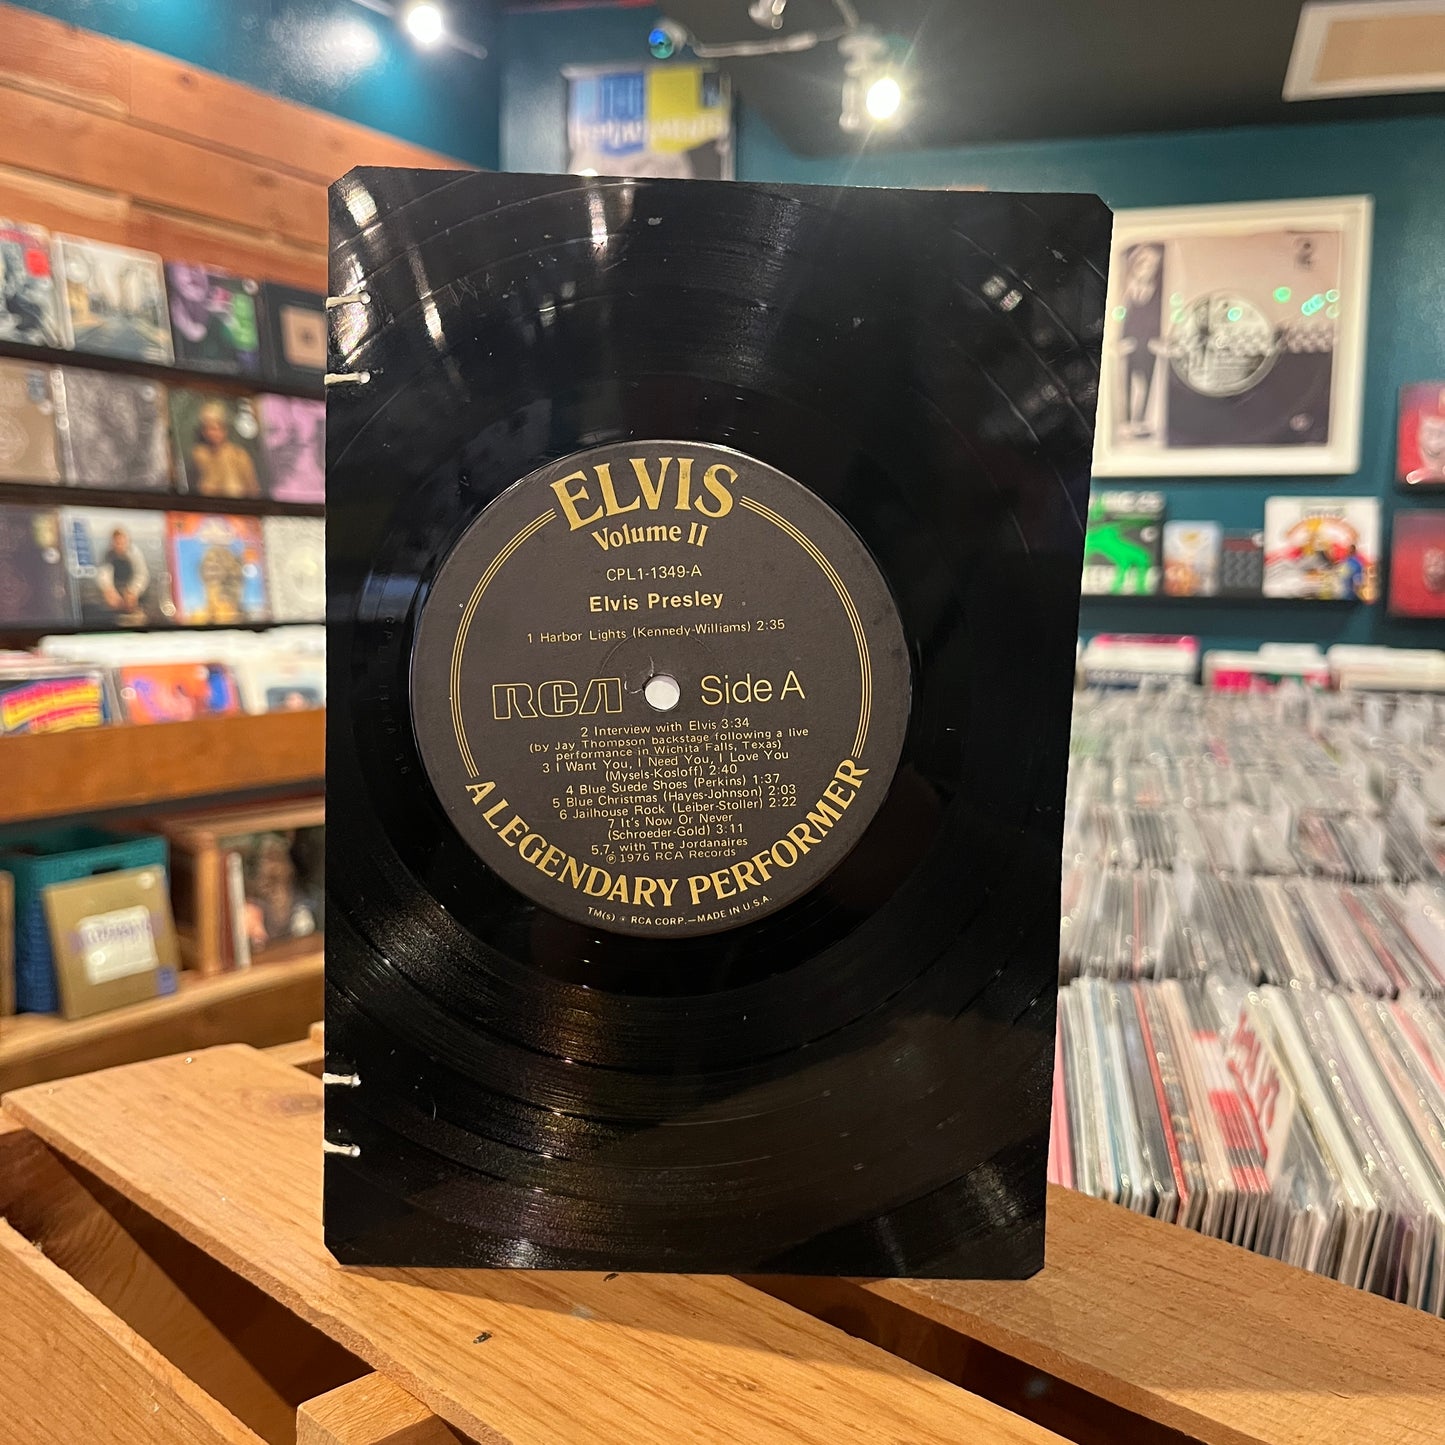 ELVIS
Volume II
CPL1-1349-A
Elvis Presley
1 Harbor Lights (Kennedy-Williams) 2:35
RCA Side A
2 Interview with Elvis 3:34
(by Jay Thompson backstage following a live
performance in Wichita Falls, Texas)
3 I Want You, I Need You, I Love You
(Mysels-Kosloff) 2:40
4 Blue Suede Shoes (Perkins) 1:37
5 Blue Christmas (Hayes-Johnson) 2:03
6 Jailhouse Rock (Leiber-Stoller) 2:22
7 It's Now Or Never
(Schroeder-Gold) 3:11
5,7, with The Jordanaires
℗ 1976 RCA Records
A LEGENDARY PERFORMER
TM(s) ® RCA CORP.—MADE IN U.S.A.